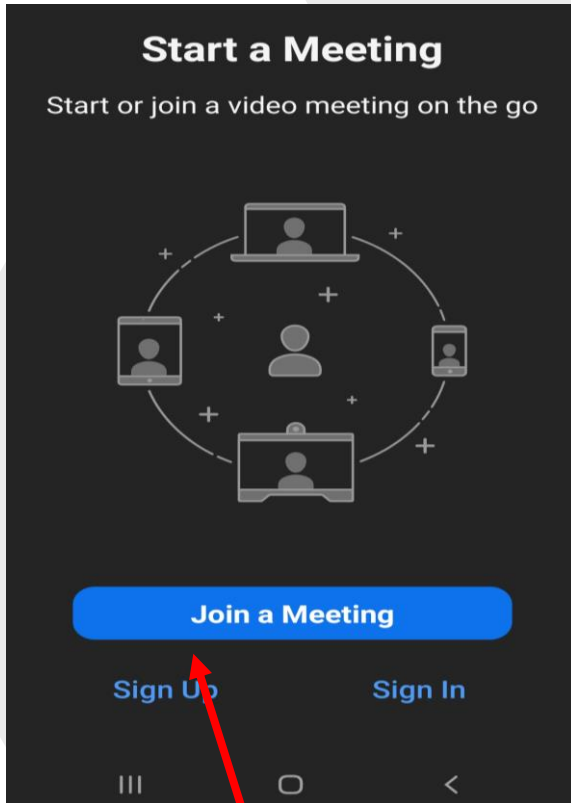 Start a Meeting
Start or join a video meeting on the go
Join a Meeting
Sign Up
Sign In